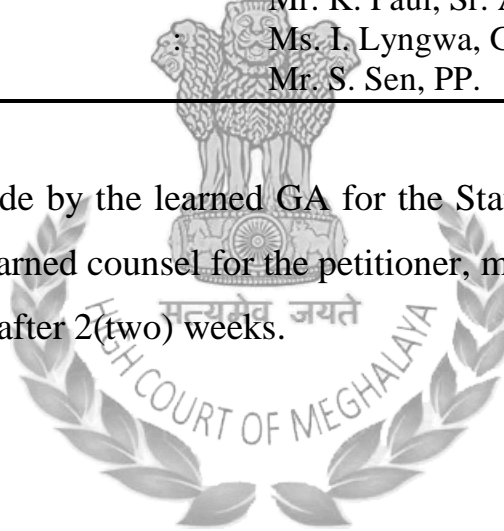 Mr. K. Paul, Sr.
: Ms. I. Lyngwa,
Mr. S. Sen, PP.
de by the learned GA for the Sta
arned counsel for the petitioner, m
after 2(two) weeks.
सत्यमेव जयते
HIGH COURT OF MEGHALAYA